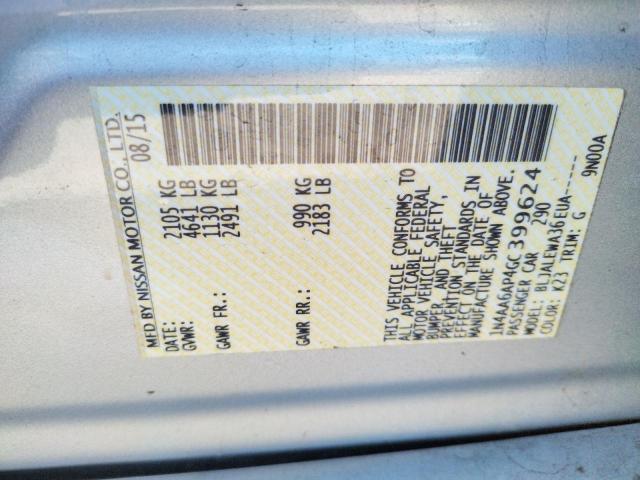 MFD BY NISSAN MOTOR CO., LTD.
DATE: 08/15
GVWR: 2105 KG
4641 LB
GAWR FR.: 1130 KG
2491 LB
GAWR RR.: 990 KG
2183 LB
THIS VEHICLE CONFORMS TO
ALL APPLICABLE FEDERAL
MOTOR VEHICLE SAFETY,
BUMPER, AND THEFT
PREVENTION STANDARDS IN
EFFECT ON THE DATE OF
MANUFACTURE SHOWN ABOVE.
1N4AA6AP4GC399624
PASSENGER CAR 290
MODEL: BLJALEWA36EUA------
COLOR: K23 TRIM: G 9N00A